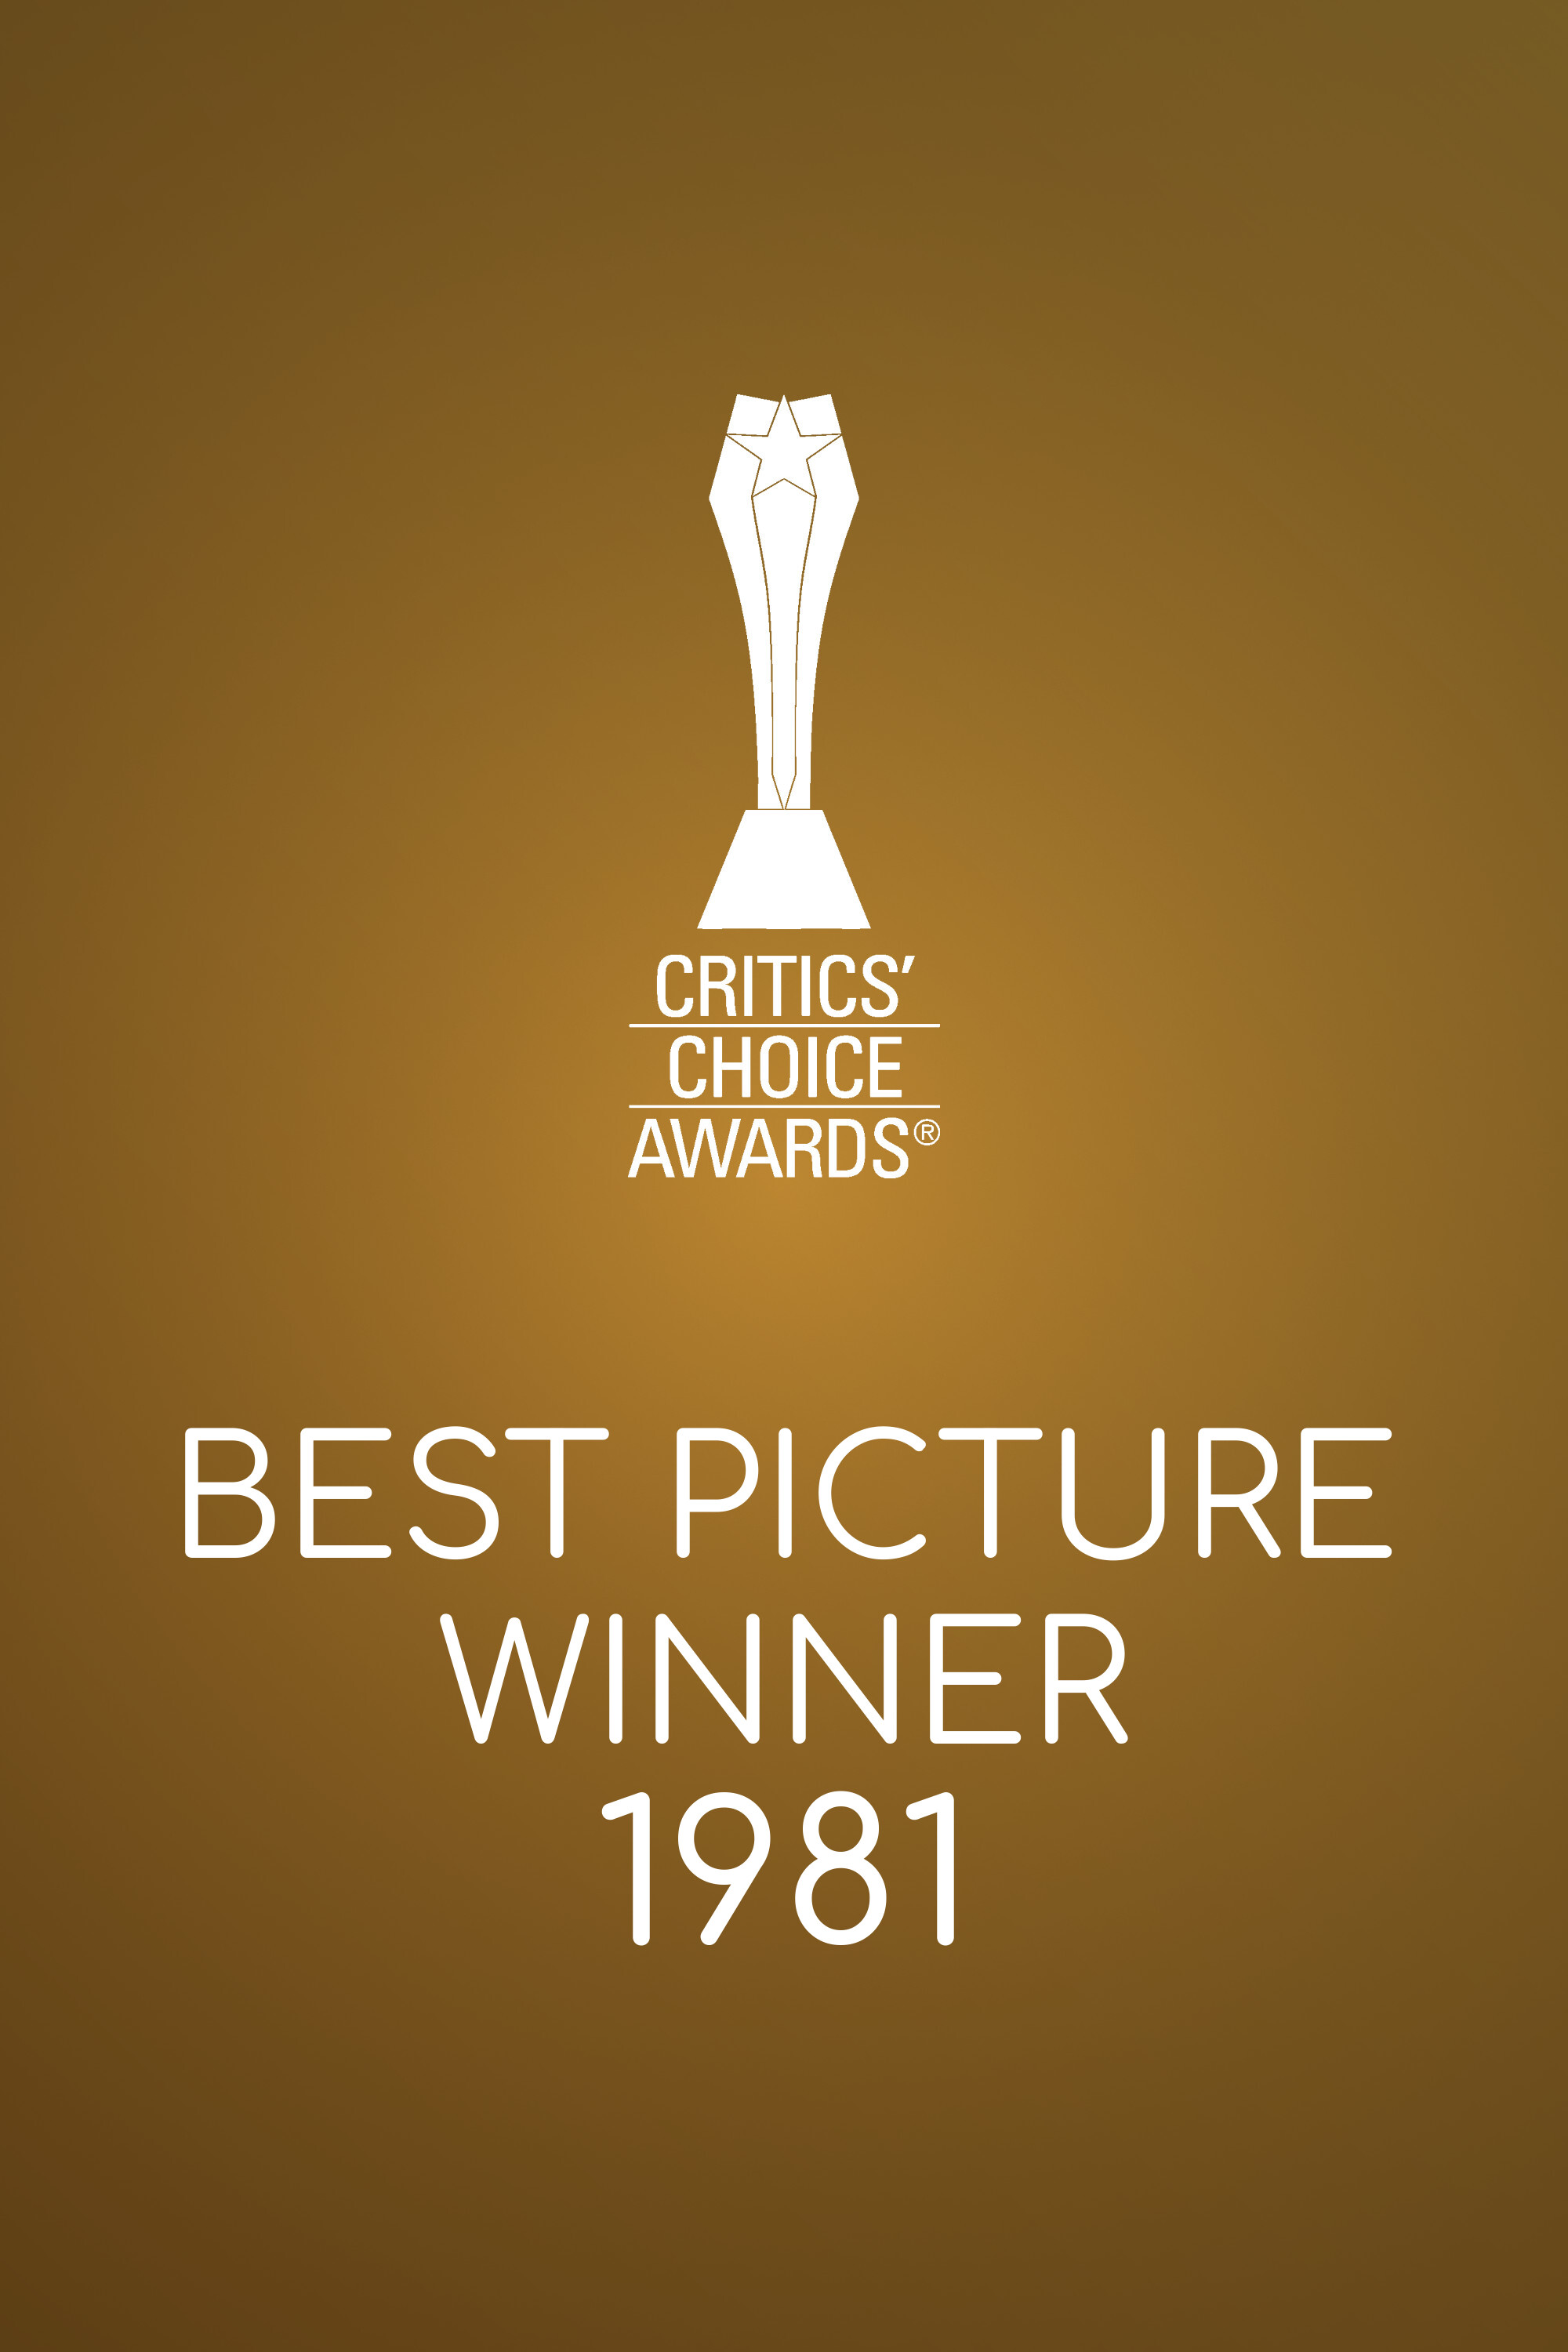 CRITICS'
CHOICE
AWARDS®
BEST PICTURE
WINNER
1981